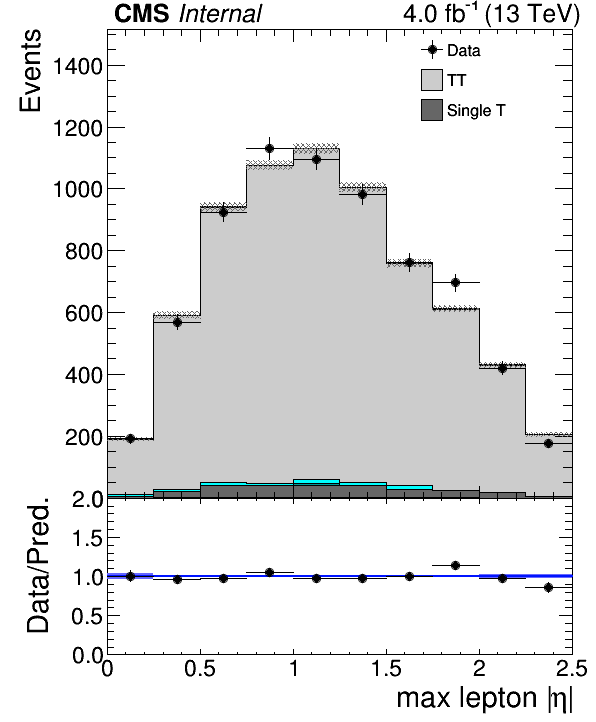 CMS Internal 4.0 fb-1 (13 TeV)
Events
1400
1200
1000
800
600
400
200
Data
TT
Single T
Data/Pred.
2.0
1.5
1.0
0.5
0.0
0 0.5 1 1.5 2 2.5
max lepton |η|